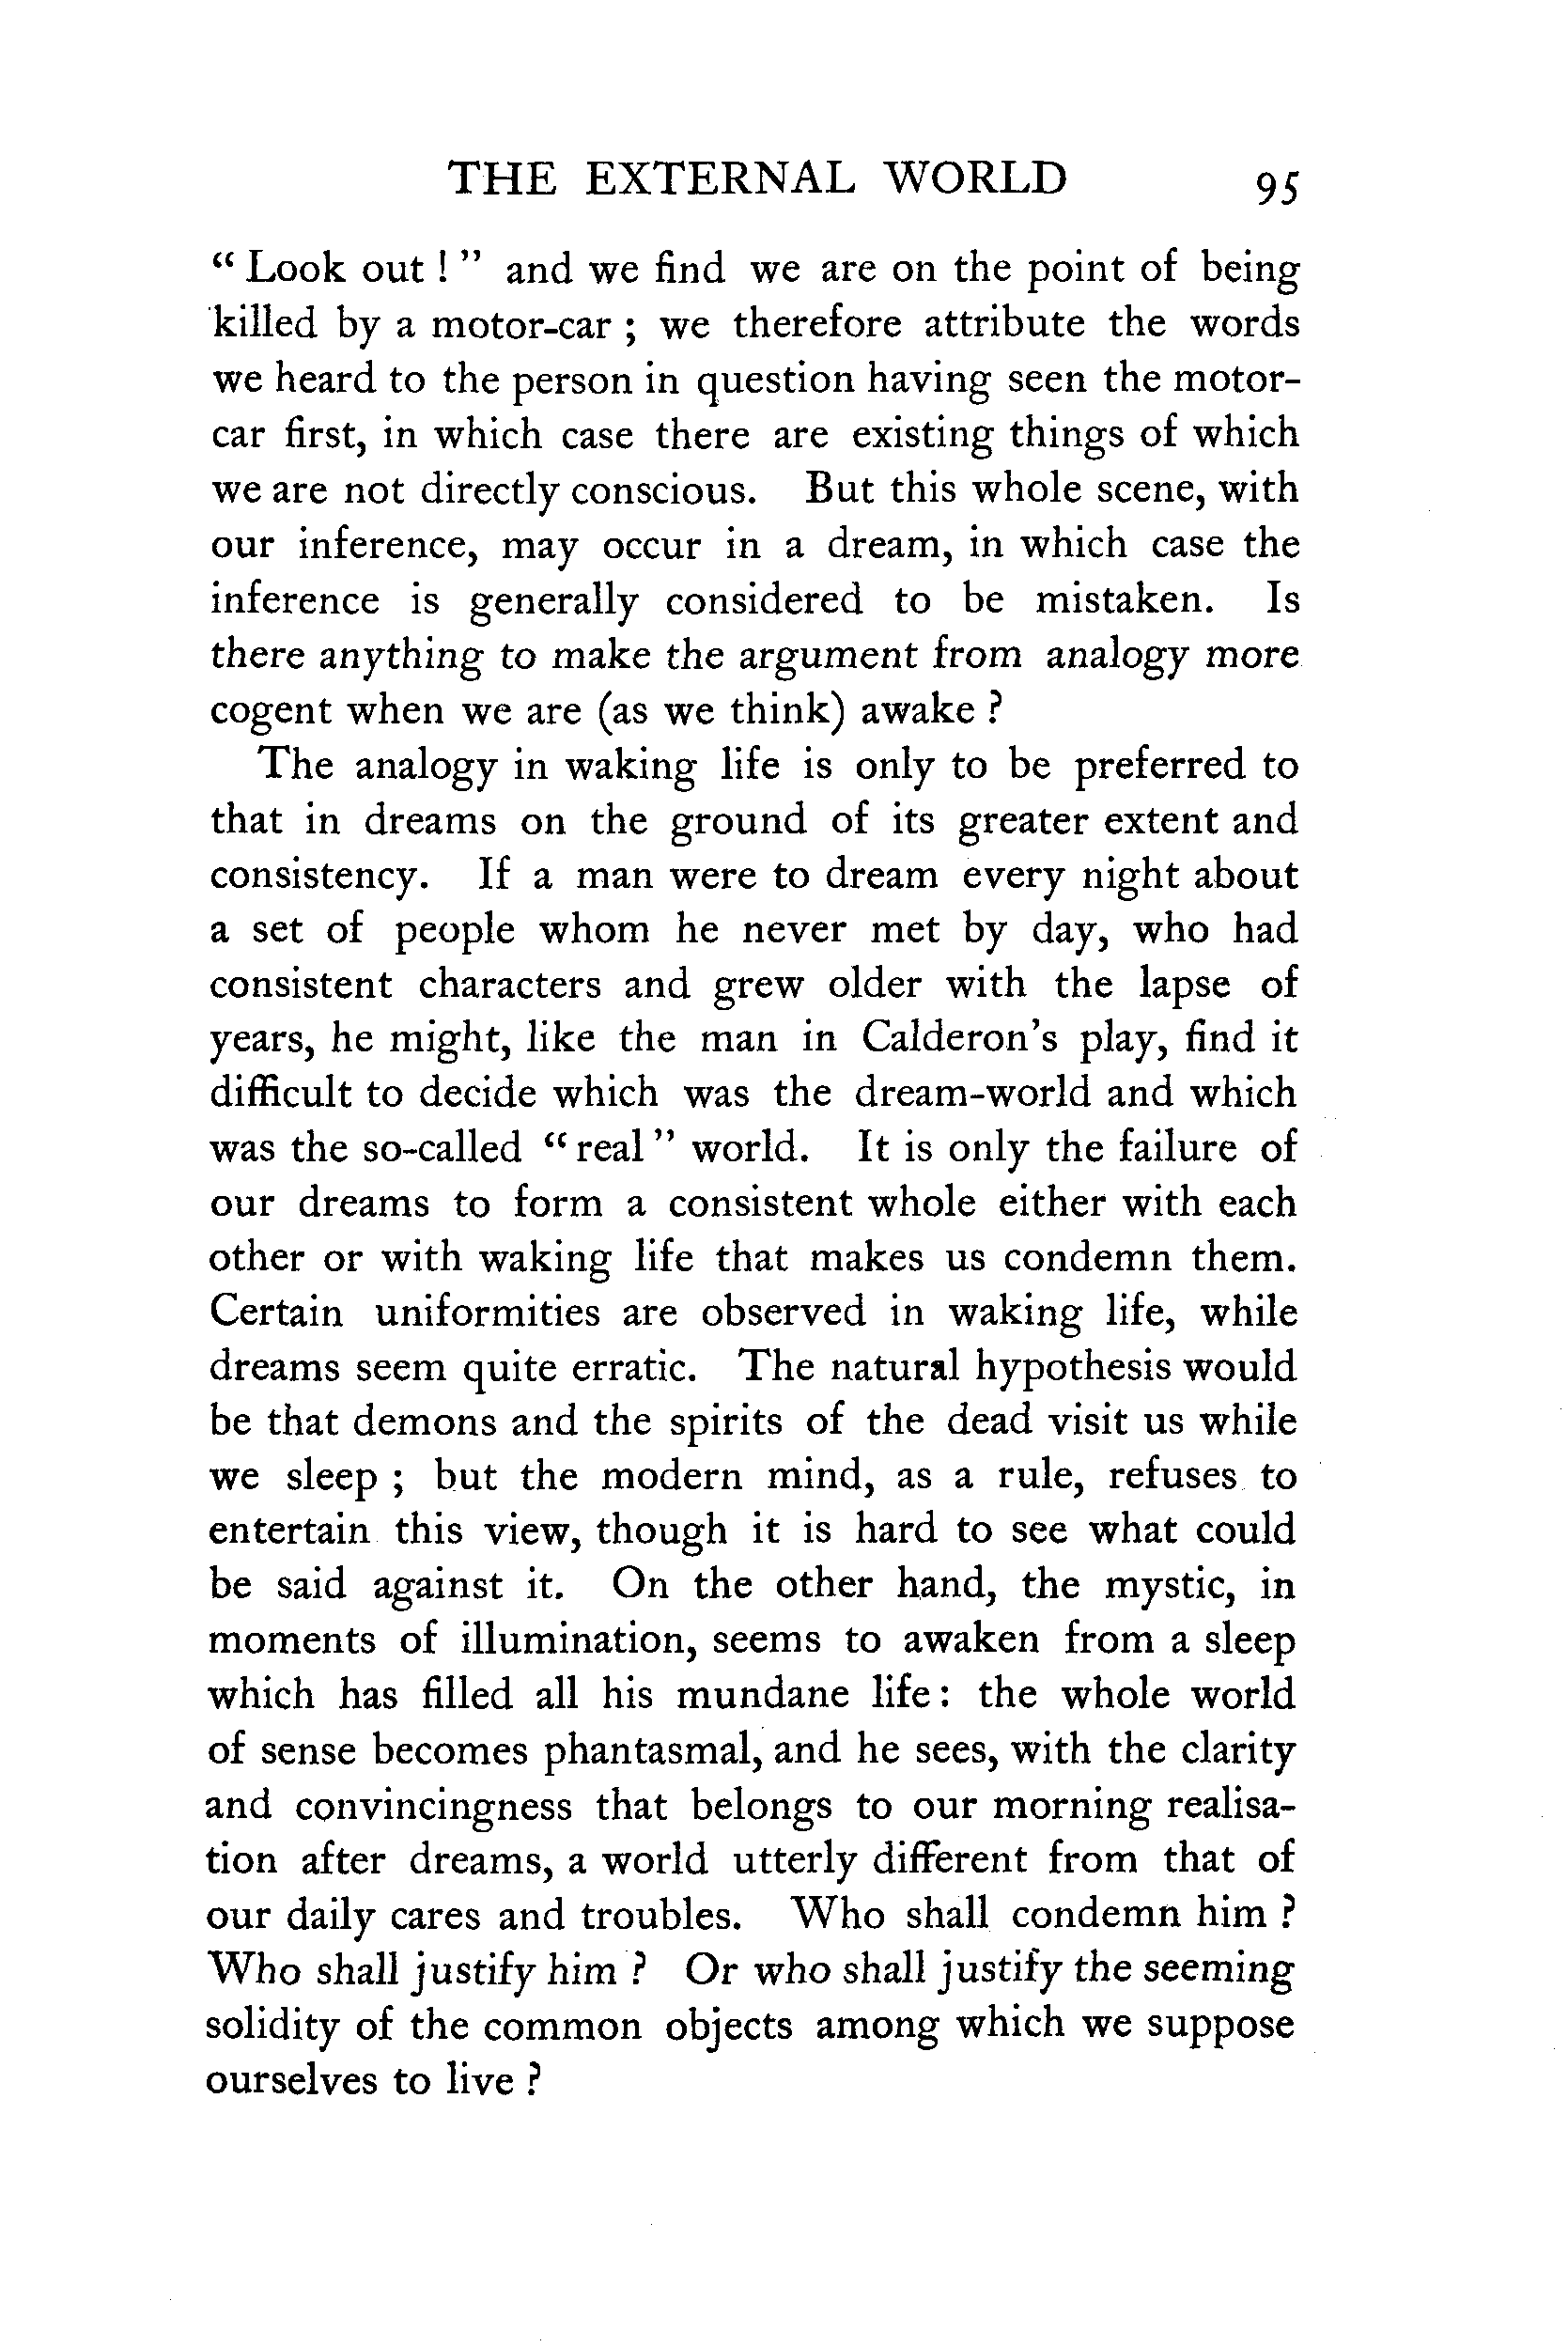 THE EXTERNAL WORLD 95
“ Look out ! ” and we find we are on the point of being
killed by a motor-car ; we therefore attribute the words
we heard to the person in question having seen the motor-
car first, in which case there are existing things of which
we are not directly conscious. But this whole scene, with
our inference, may occur in a dream, in which case the
inference is generally considered to be mistaken. Is
there anything to make the argument from analogy more
cogent when we are (as we think) awake ?
The analogy in waking life is only to be preferred to
that in dreams on the ground of its greater extent and
consistency. If a man were to dream every night about
a set of people whom he never met by day, who had
consistent characters and grew older with the lapse of
years, he might, like the man in Calderon’s play, find it
difficult to decide which was the dream-world and which
was the so-called “ real ” world. It is only the failure of
our dreams to form a consistent whole either with each
other or with waking life that makes us condemn them.
Certain uniformities are observed in waking life, while
dreams seem quite erratic. The natural hypothesis would
be that demons and the spirits of the dead visit us while
we sleep ; but the modern mind, as a rule, refuses to
entertain this view, though it is hard to see what could
be said against it. On the other hand, the mystic, in
moments of illumination, seems to awaken from a sleep
which has filled all his mundane life : the whole world
of sense becomes phantasmal, and he sees, with the clarity
and convincingness that belongs to our morning realisa-
tion after dreams, a world utterly different from that of
our daily cares and troubles. Who shall condemn him ?
Who shall justify him ? Or who shall justify the seeming
solidity of the common objects among which we suppose
ourselves to live ?